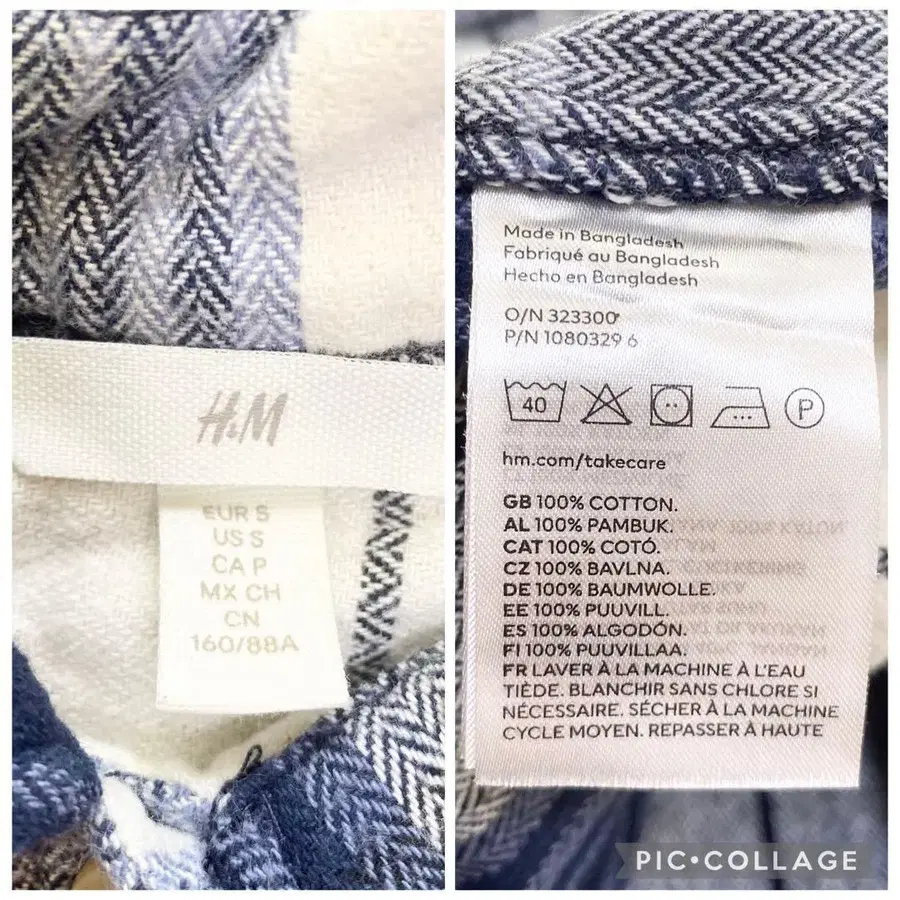 H&M
EUR S
US S
CA P
MX CH
CN
160/88A
Made in Bangladesh
Fabriqué au Bangladesh
Hecho en Bangladesh
O/N 323300
P/N 1080329 6
40
P
hm.com/takecare
GB 100% COTTON.
AL 100% PAMBUK.
CAT 100% COTÓ.
CZ 100% BAVLNA.
DE 100% BAUMWOLLE.
EE 100% PUUVILL.
ES 100% ALGODÓN.
FI 100% PUUVILLAA.
FR LAVER À LA MACHINE À L'EAU
TIÈDE. BLANCHIR SANS CHLORE SI
NÉCESSAIRE. SÉCHER À LA MACHINE
CYCLE MOYEN. REPASSER À HAUTE
PIC•COLLAGE